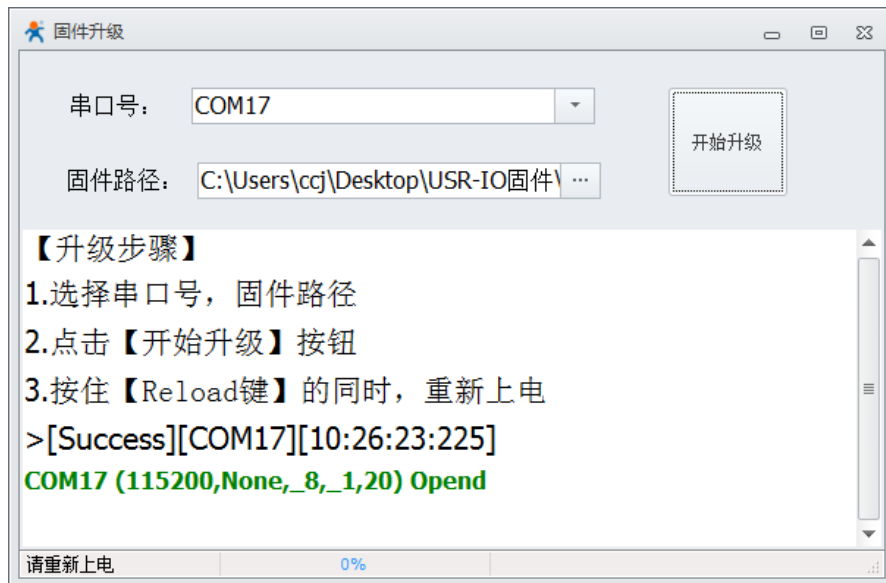 固件升级
串口号：
COM17
开始升级
固件路径：
C:\Users\ccj\Desktop\USR-IO固件\
...
【升级步骤】
1.选择串口号，固件路径
2.点击【开始升级】按钮
3.按住【Reload键】的同时，重新上电
>[Success][COM17][10:26:23:225]
COM17 (115200,None,_8,_1,20) Opend
请重新上电
0%